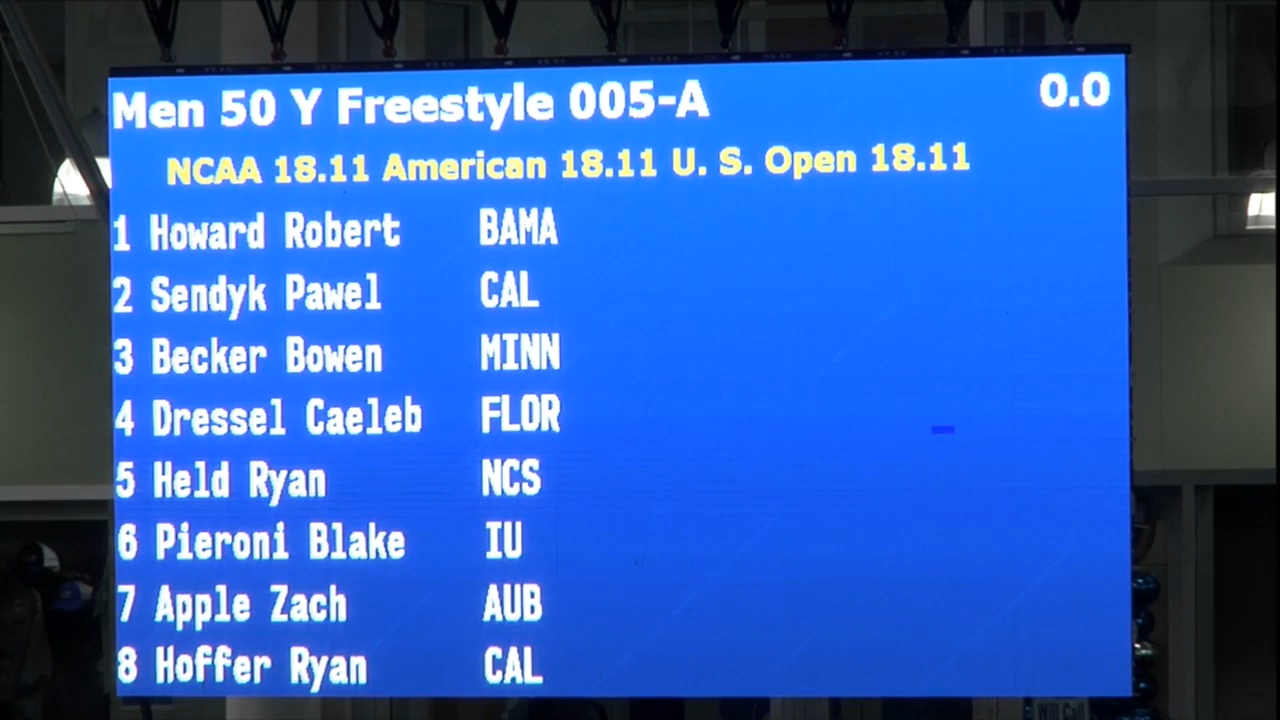 Men 50 Y Freestyle 005-A 0.0
NCAA 18.11 American 18.11 U. S. Open 18.11
1 Howard Robert BAMA
2 Sendyk Pawel CAL
3 Becker Bowen MINN
4 Dressel Caeleb FLOR
5 Held Ryan NCS
6 Pieroni Blake IU
7 Apple Zach AUB
8 Hoffer Ryan CAL